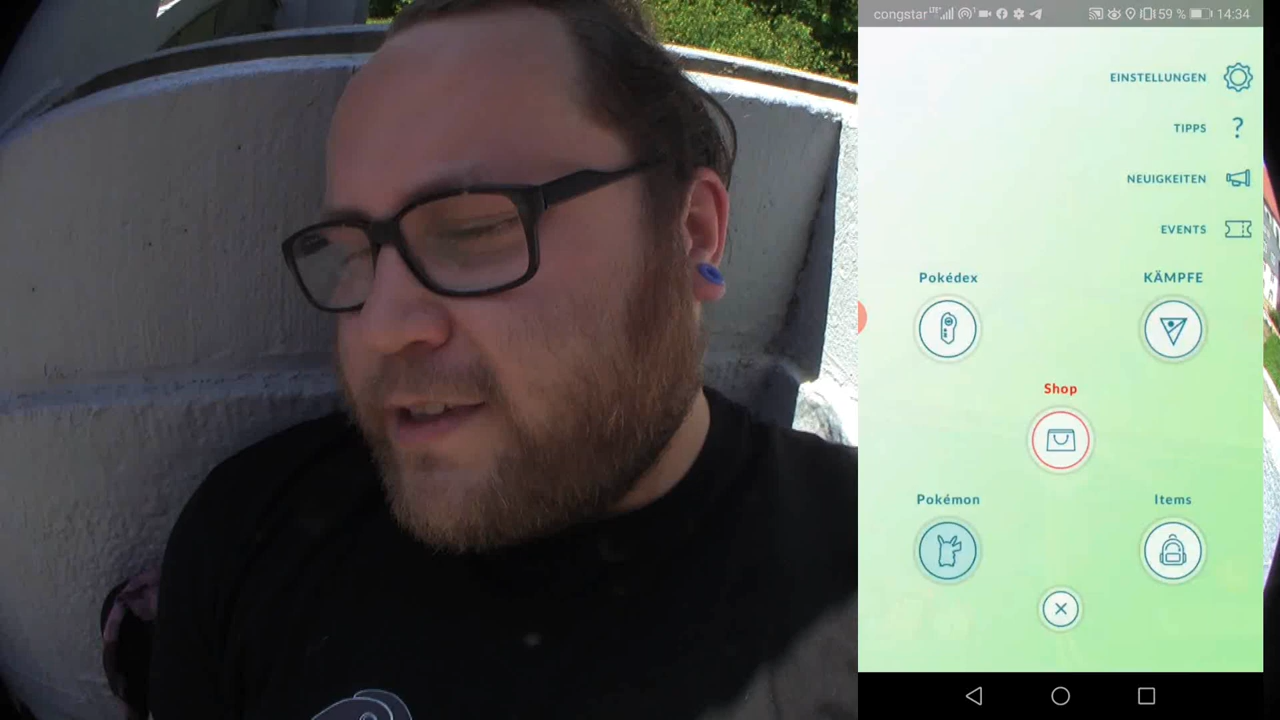 congstar 59 % 14:34
EINSTELLUNGEN
TIPPS
NEUIGKEITEN
EVENTS
Pokédex KÄMPFE
Shop
Pokémon Items